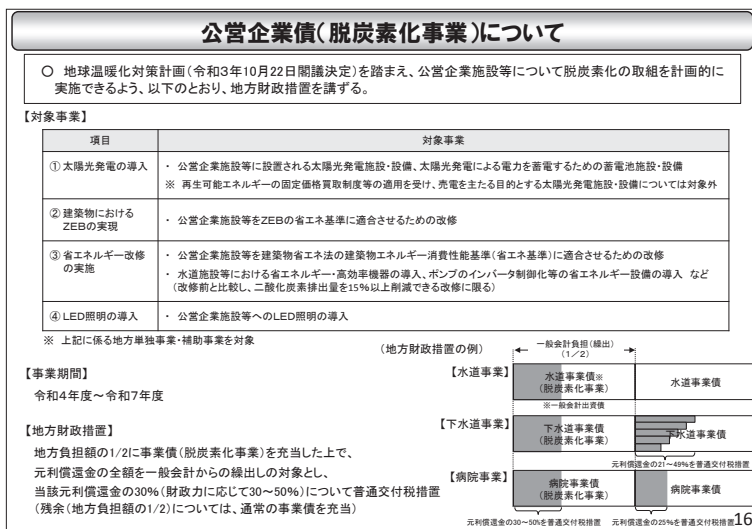 公営企業債(脱炭素化事業)について
○ 地球温暖化対策計画(令和3年10月22日閣議決定)を踏まえ、公営企業施設等について脱炭素化の取組を計画的に
実施できるよう、以下のとおり、地方財政措置を講ずる。
【対象事業】
項目
対象事業
① 太陽光発電の導入
・ 公営企業施設等に設置される太陽光発電施設・設備、太陽光発電による電力を蓄電するための蓄電池施設・設備
※ 再生可能エネルギーの固定価格買取制度等の適用を受け、売電を主たる目的とする太陽光発電施設・設備については対象外
② 建築物における
ZEBの実現
・ 公営企業施設等をZEBの省エネ基準に適合させるための改修
③ 省エネルギー改修
の実施
・ 公営企業施設等を建築物省エネ法の建築物エネルギー消費性能基準(省エネ基準)に適合させるための改修
・ 水道施設等における省エネルギー・高効率機器の導入、ポンプのインバータ制御化等の省エネルギー設備の導入 など
(改修前と比較し、二酸化炭素排出量を15%以上削減できる改修に限る)
④ LED照明の導入
・ 公営企業施設等へのLED照明の導入
※ 上記に係る地方単独事業・補助事業を対象
【事業期間】
令和4年度~令和7年度
【地方財政措置】
地方負担額の1/2に事業債(脱炭素化事業)を充当した上で、
元利償還金の全額を一般会計からの繰出しの対象とし、
当該元利償還金の30%(財政力に応じて30~50%)について普通交付税措置
(残余(地方負担額の1/2)については、通常の事業債を充当)
(地方財政措置の例)
一般会計負担(繰出)
(1/2)
【水道事業】
水道事業債※
(脱炭素化事業)
水道事業債
※一般会計出資債
【下水道事業】
下水道事業債
(脱炭素化事業)
下水道事業債
元利償還金の21~49%を普通交付税措置
【病院事業】
病院事業債
(脱炭素化事業)
病院事業債
元利償還金の30~50%を普通交付税措置
元利償還金の25%を普通交付税措置
16